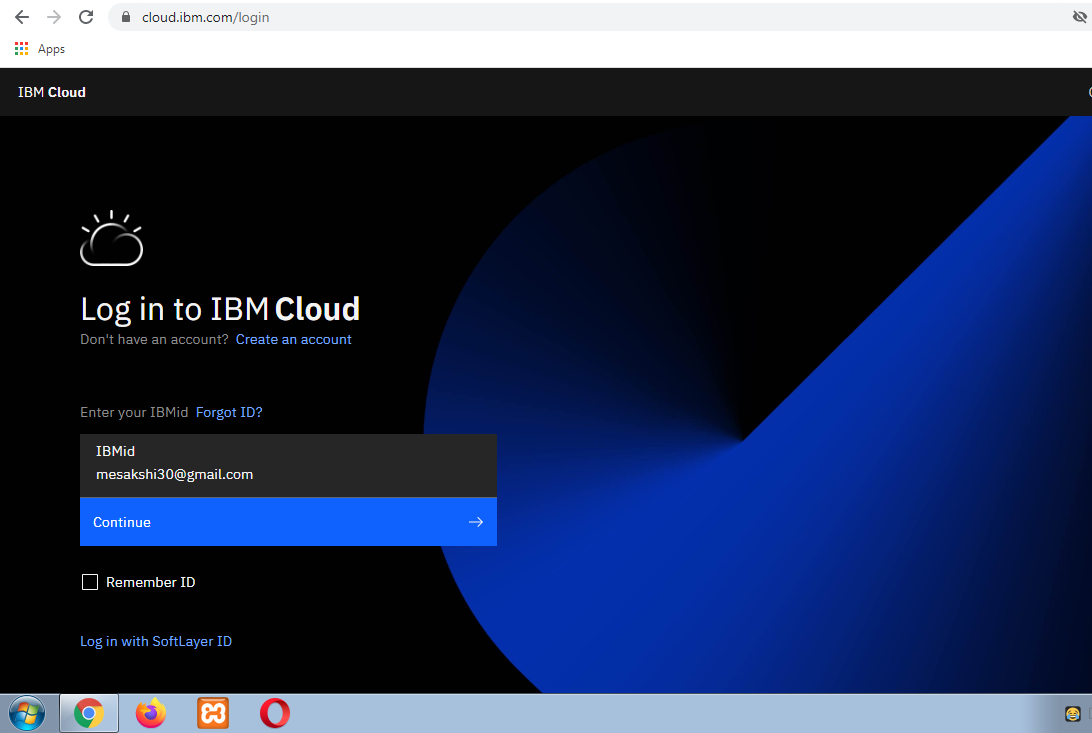 cloud.ibm.com/login
Apps
IBM Cloud
Log in to IBM Cloud
Don't have an account? Create an account
Enter your IBMid Forgot ID?
IBMid
mesakshi30@gmail.com
Continue
Remember ID
Log in with SoftLayer ID